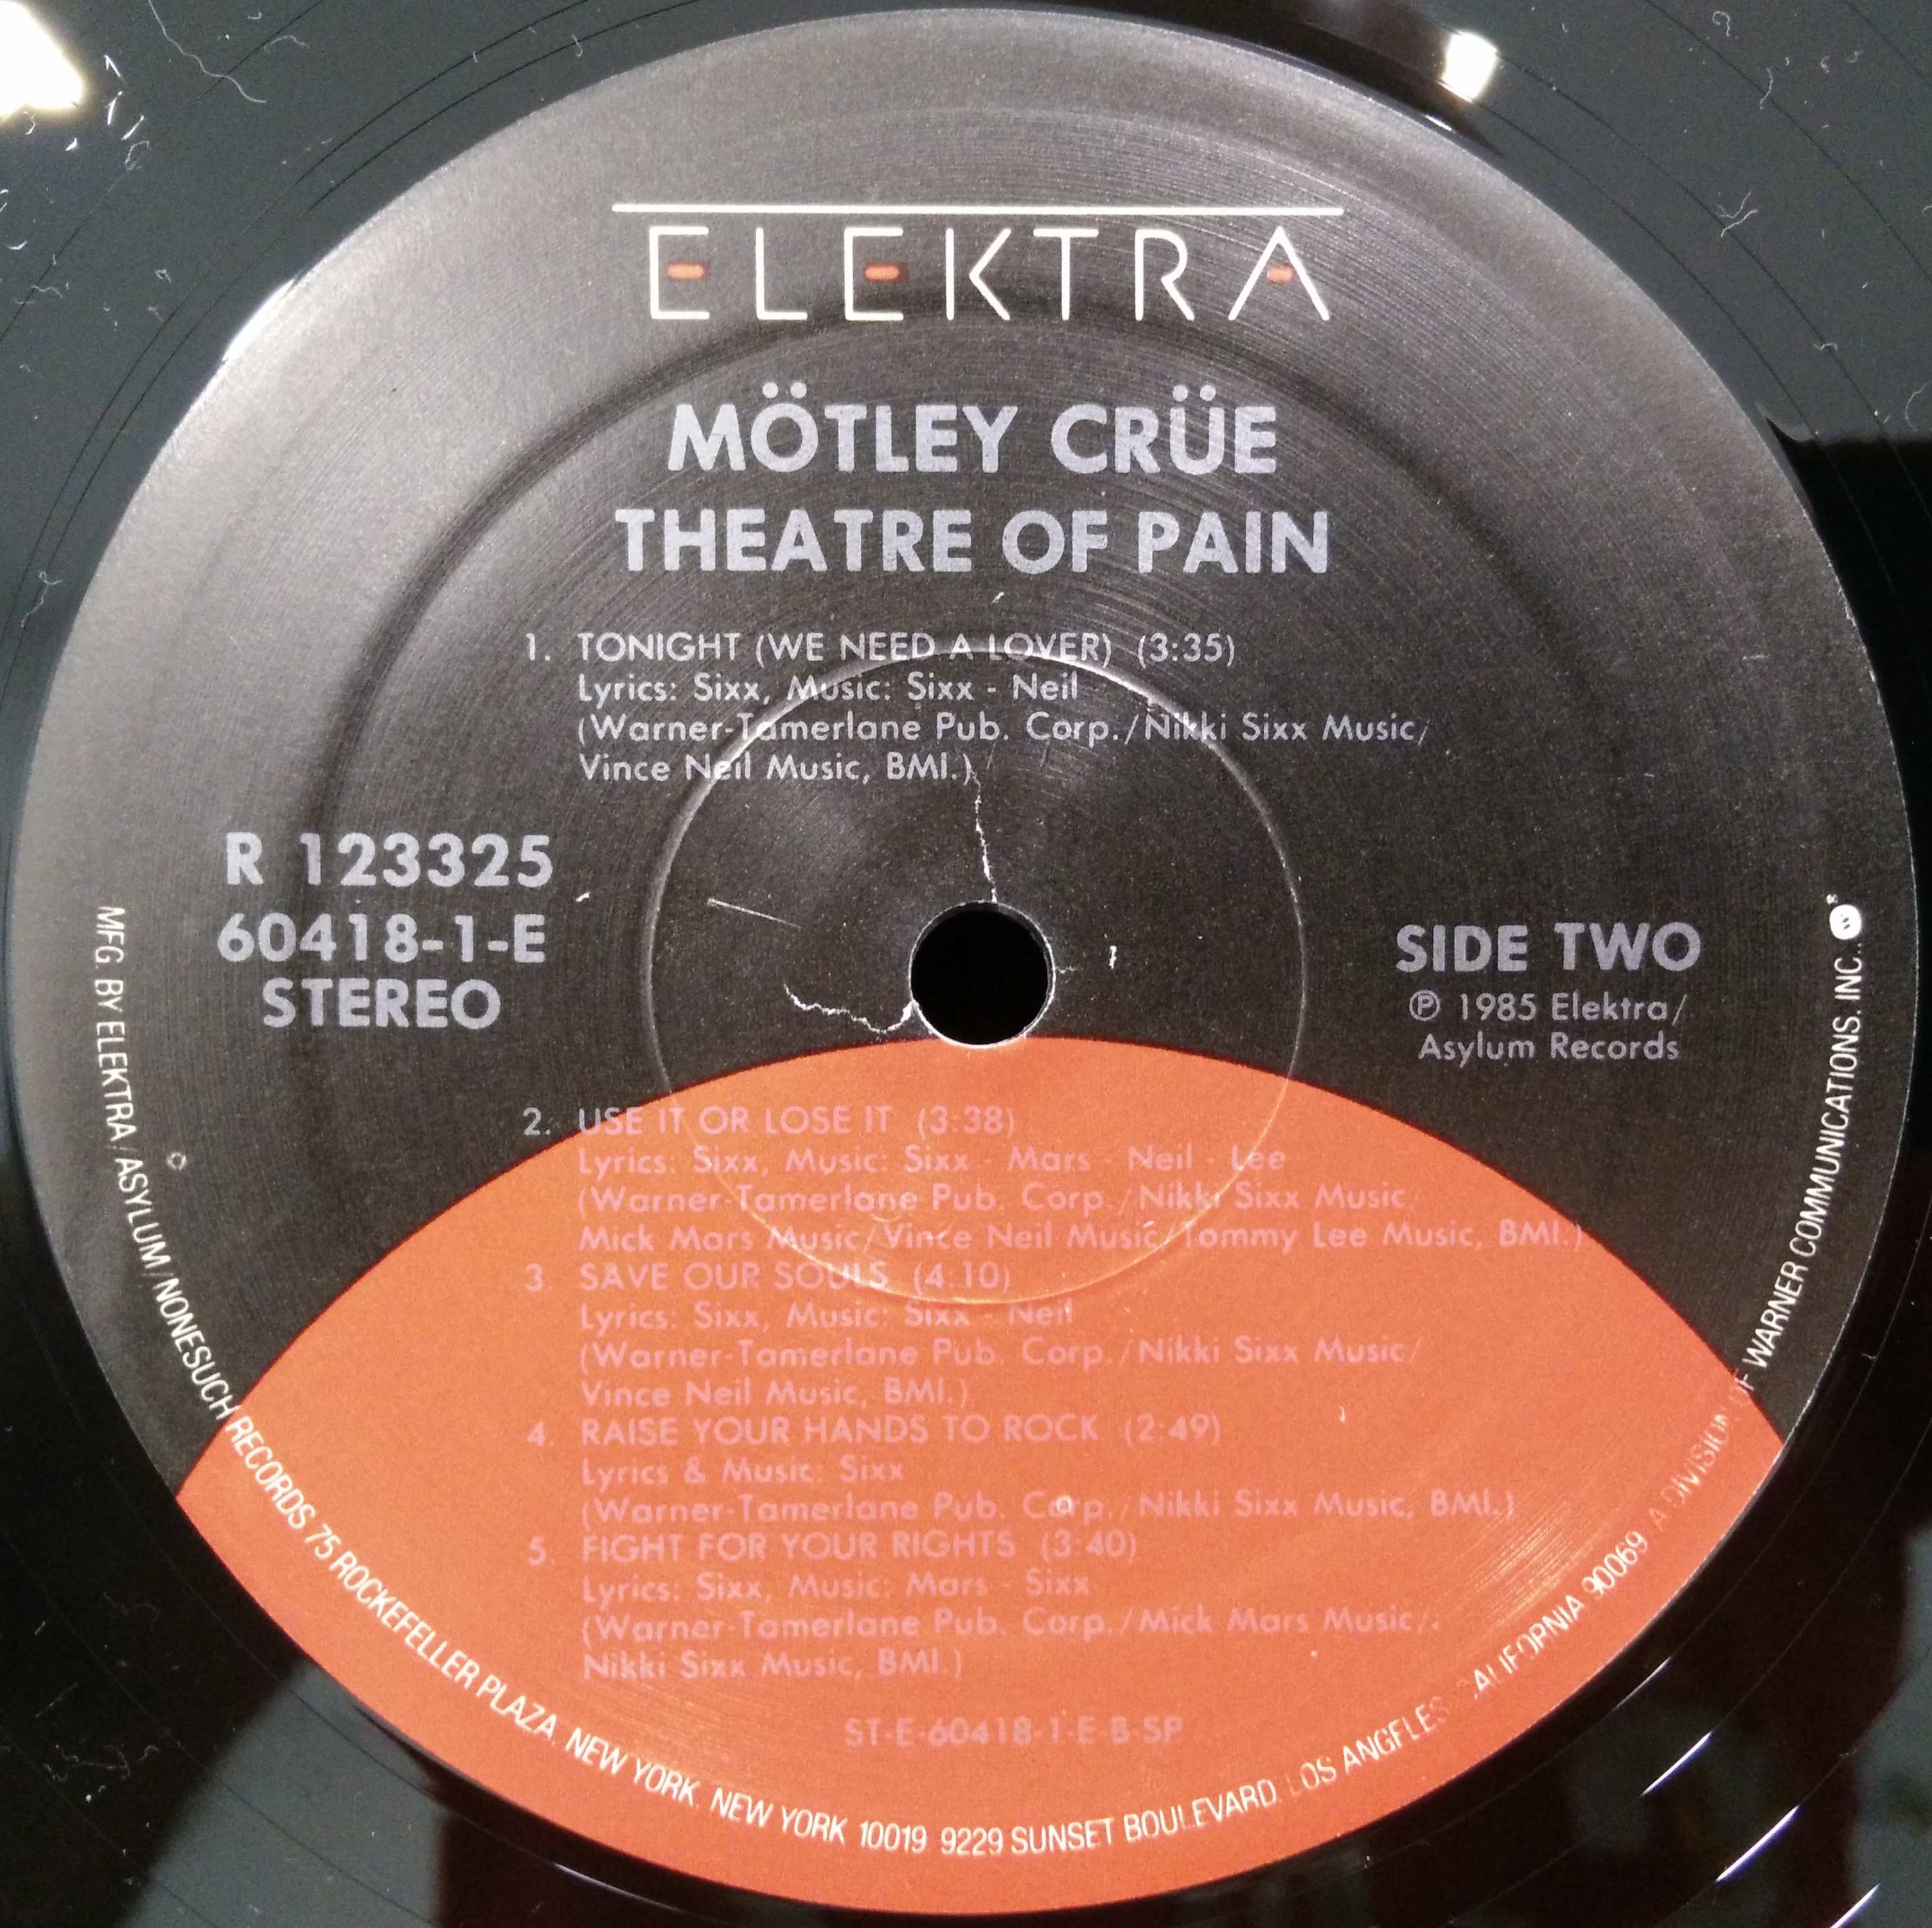 ELEKTRA
MÖTLEY CRÜE
THEATRE OF PAIN
1. TONIGHT (WE NEED A LOVER) (3:35)
Lyrics: Sixx, Music: Sixx - Neil
(Warner-Tamerlane Pub. Corp./Nikki Sixx Music/
Vince Neil Music, BMI.)
R 123325
60418-1-E
STEREO
SIDE TWO
℗ 1985 Elektra/
Asylum Records
2. USE IT OR LOSE IT (3:38)
Lyrics: Sixx, Music: Sixx - Mars - Neil - Lee
(Warner-Tamerlane Pub. Corp./Nikki Sixx Music/
Mick Mars Music/Vince Neil Music/Tommy Lee Music, BMI.)
3. SAVE OUR SOULS (4:10)
Lyrics: Sixx, Music: Sixx - Neil
(Warner-Tamerlane Pub. Corp./Nikki Sixx Music/
Vince Neil Music, BMI.)
4. RAISE YOUR HANDS TO ROCK (2:49)
Lyrics & Music: Sixx
(Warner-Tamerlane Pub. Corp./Nikki Sixx Music, BMI.)
5. FIGHT FOR YOUR RIGHTS (3:40)
Lyrics: Sixx, Music: Mars - Sixx
(Warner-Tamerlane Pub. Corp./Mick Mars Music/
Nikki Sixx Music, BMI.)
ST-E-60418-1-E-B-SP
MFG. BY ELEKTRA/ASYLUM/NONESUCH RECORDS 75 ROCKEFELLER PLAZA, NEW YORK, NEW YORK 10019 9229 SUNSET BOULEVARD, LOS ANGELES, CALIFORNIA 90069 A DIVISION OF WARNER COMMUNICATIONS, INC..